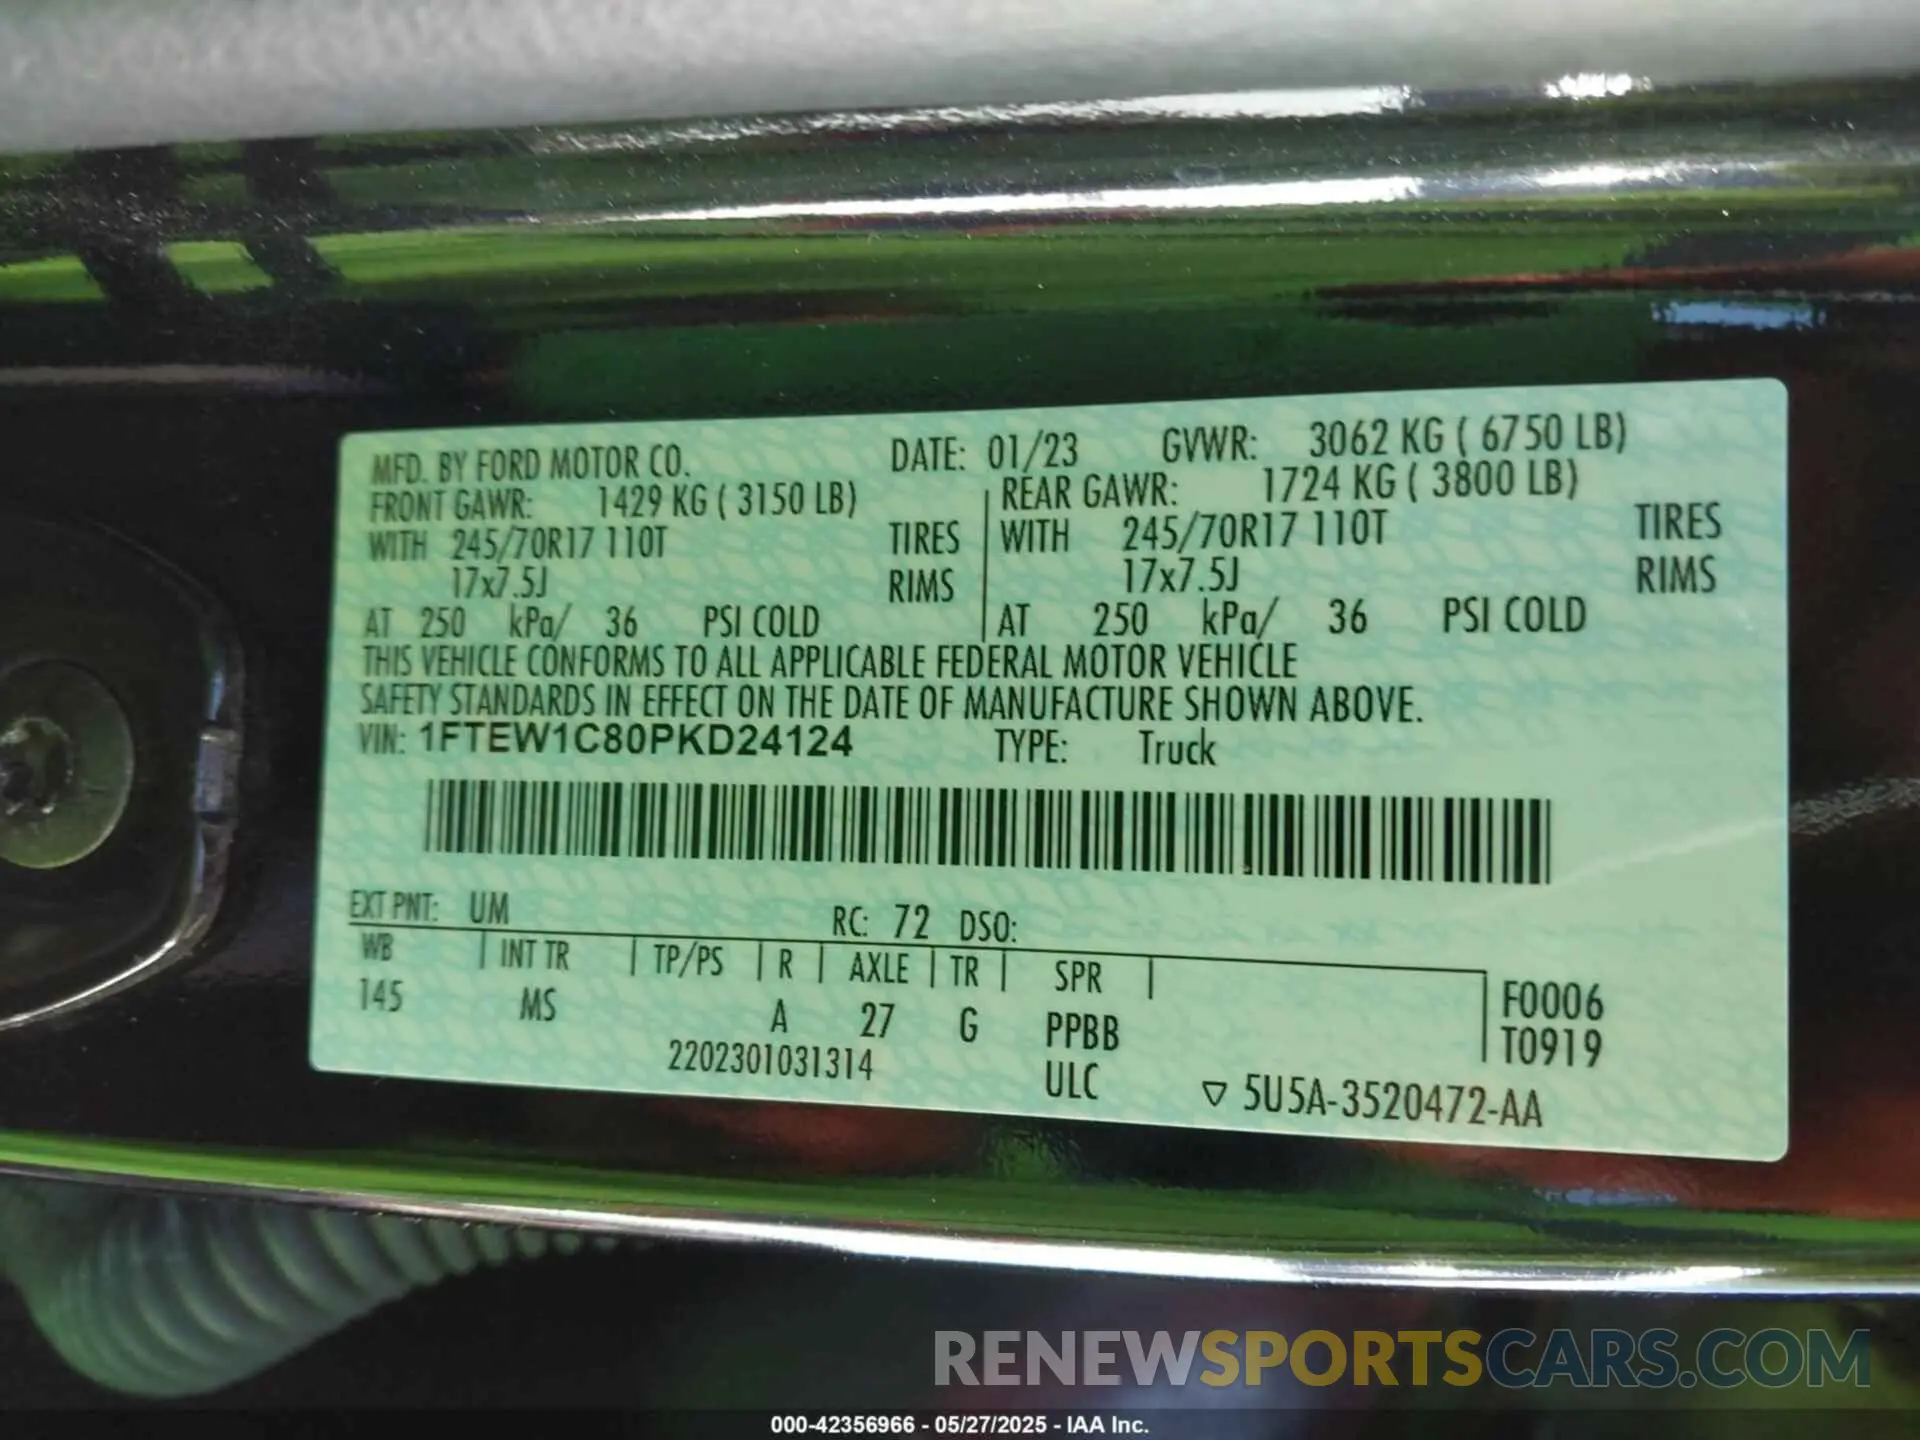 MFD. BY FORD MOTOR CO. DATE: 01/23 GVWR: 3062 KG ( 6750 LB)
FRONT GAWR: 1429 KG ( 3150 LB) REAR GAWR: 1724 KG ( 3800 LB)
WITH 245/70R17 110T TIRES WITH 245/70R17 110T TIRES
17x7.5J RIMS 17x7.5J RIMS
AT 250 kPa/ 36 PSI COLD AT 250 kPa/ 36 PSI COLD
THIS VEHICLE CONFORMS TO ALL APPLICABLE FEDERAL MOTOR VEHICLE
SAFETY STANDARDS IN EFFECT ON THE DATE OF MANUFACTURE SHOWN ABOVE.
VIN: 1FTEW1C80PKD24124 TYPE: Truck
EXT PNT: UM RC: 72 DSO:
WB INT TR TP/PS R AXLE TR SPR
145 MS A 27 G PPBB
F0006
T0919
2202301031314 ULC
▽ 5U5A-3520472-AA
RENEWSPORTSCARS.COM
000-42356966 - 05/27/2025 - IAA Inc.